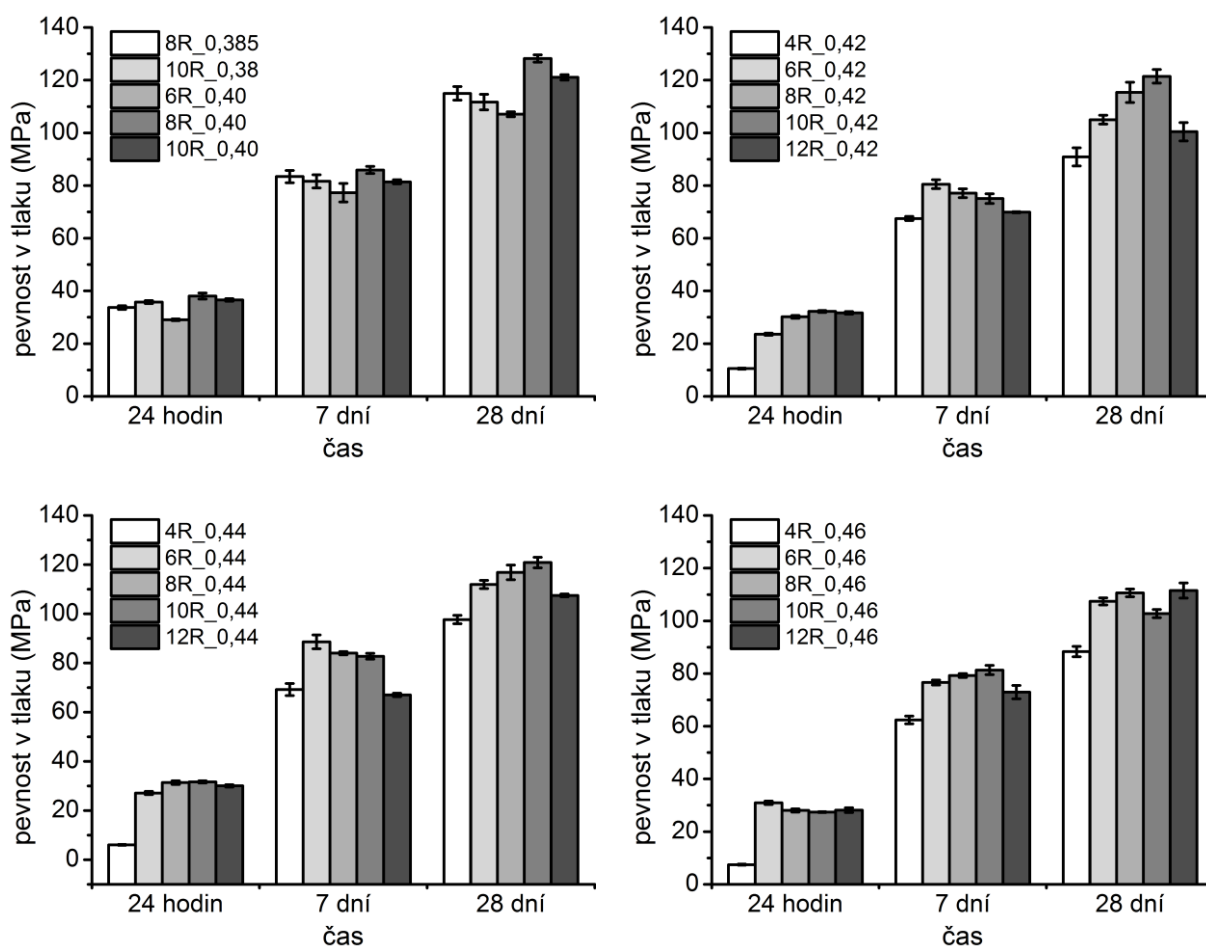 pevnost v tlaku (MPa)
140
120
100
80
60
40
20
0
8R_0,385
10R_0,38
6R_0,40
8R_0,40
10R_0,40
24 hodin 7 dní 28 dní
čas
pevnost v tlaku (MPa)
140
120
100
80
60
40
20
0
4R_0,42
6R_0,42
8R_0,42
10R_0,42
12R_0,42
24 hodin 7 dní 28 dní
čas
pevnost v tlaku (MPa)
140
120
100
80
60
40
20
0
4R_0,44
6R_0,44
8R_0,44
10R_0,44
12R_0,44
24 hodin 7 dní 28 dní
čas
pevnost v tlaku (MPa)
140
120
100
80
60
40
20
0
4R_0,46
6R_0,46
8R_0,46
10R_0,46
12R_0,46
24 hodin 7 dní 28 dní
čas